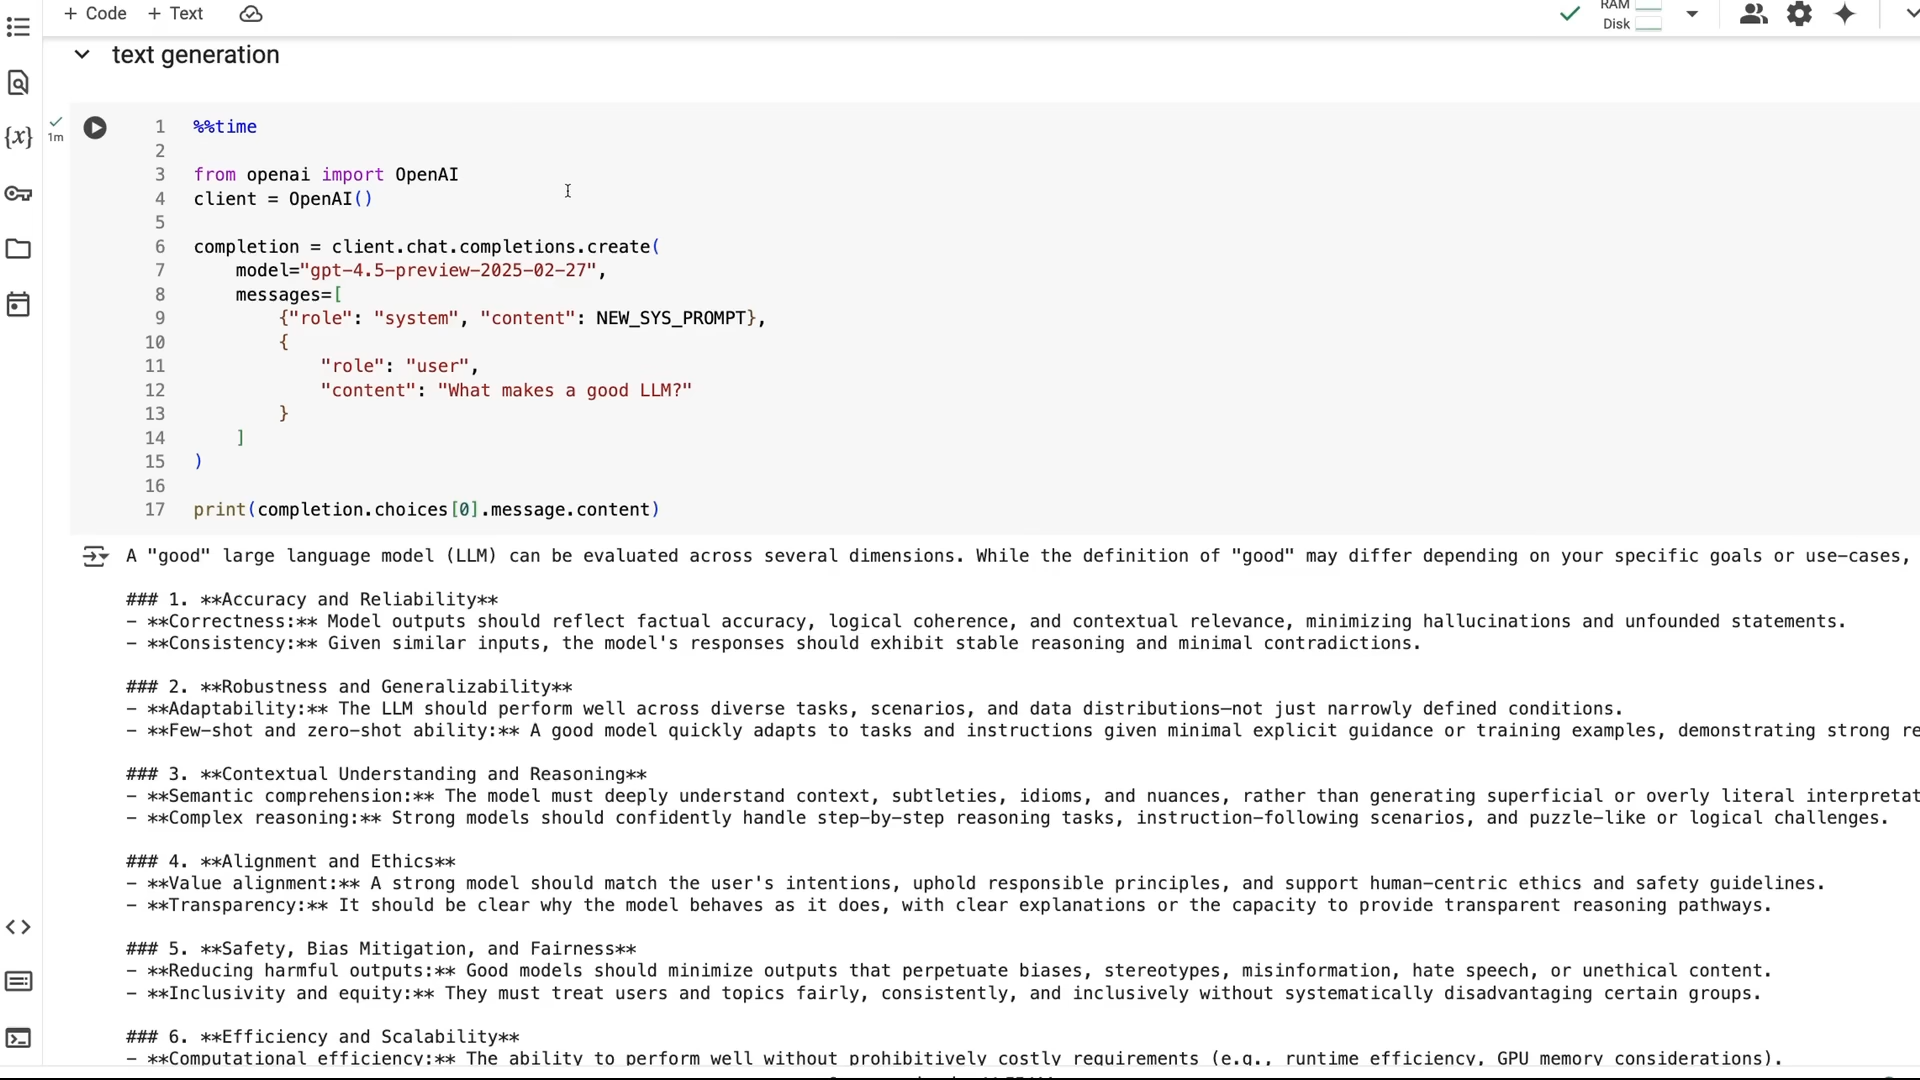 + Code + Text
RAM
Disk
text generation
1m
1 %%time
2
3 from openai import OpenAI
4 client = OpenAI()
5
6 completion = client.chat.completions.create(
7     model="gpt-4.5-preview-2025-02-27",
8     messages=[
9         {"role": "system", "content": NEW_SYS_PROMPT},
10         {
11             "role": "user",
12             "content": "What makes a good LLM?"
13         }
14     ]
15 )
16
17 print(completion.choices[0].message.content)
A "good" large language model (LLM) can be evaluated across several dimensions. While the definition of "good" may differ depending on your specific goals or use-cases,
### 1. **Accuracy and Reliability**
- **Correctness:** Model outputs should reflect factual accuracy, logical coherence, and contextual relevance, minimizing hallucinations and unfounded statements.
- **Consistency:** Given similar inputs, the model's responses should exhibit stable reasoning and minimal contradictions.
### 2. **Robustness and Generalizability**
- **Adaptability:** The LLM should perform well across diverse tasks, scenarios, and data distributions—not just narrowly defined conditions.
- **Few-shot and zero-shot ability:** A good model quickly adapts to tasks and instructions given minimal explicit guidance or training examples, demonstrating strong re
### 3. **Contextual Understanding and Reasoning**
- **Semantic comprehension:** The model must deeply understand context, subtleties, idioms, and nuances, rather than generating superficial or overly literal interpretat
- **Complex reasoning:** Strong models should confidently handle step-by-step reasoning tasks, instruction-following scenarios, and puzzle-like or logical challenges.
### 4. **Alignment and Ethics**
- **Value alignment:** A strong model should match the user's intentions, uphold responsible principles, and support human-centric ethics and safety guidelines.
- **Transparency:** It should be clear why the model behaves as it does, with clear explanations or the capacity to provide transparent reasoning pathways.
### 5. **Safety, Bias Mitigation, and Fairness**
- **Reducing harmful outputs:** Good models should minimize outputs that perpetuate biases, stereotypes, misinformation, hate speech, or unethical content.
- **Inclusivity and equity:** They must treat users and topics fairly, consistently, and inclusively without systematically disadvantaging certain groups.
### 6. **Efficiency and Scalability**
- **Computational efficiency:** The ability to perform well without prohibitively costly requirements (e.g., runtime efficiency, GPU memory considerations).